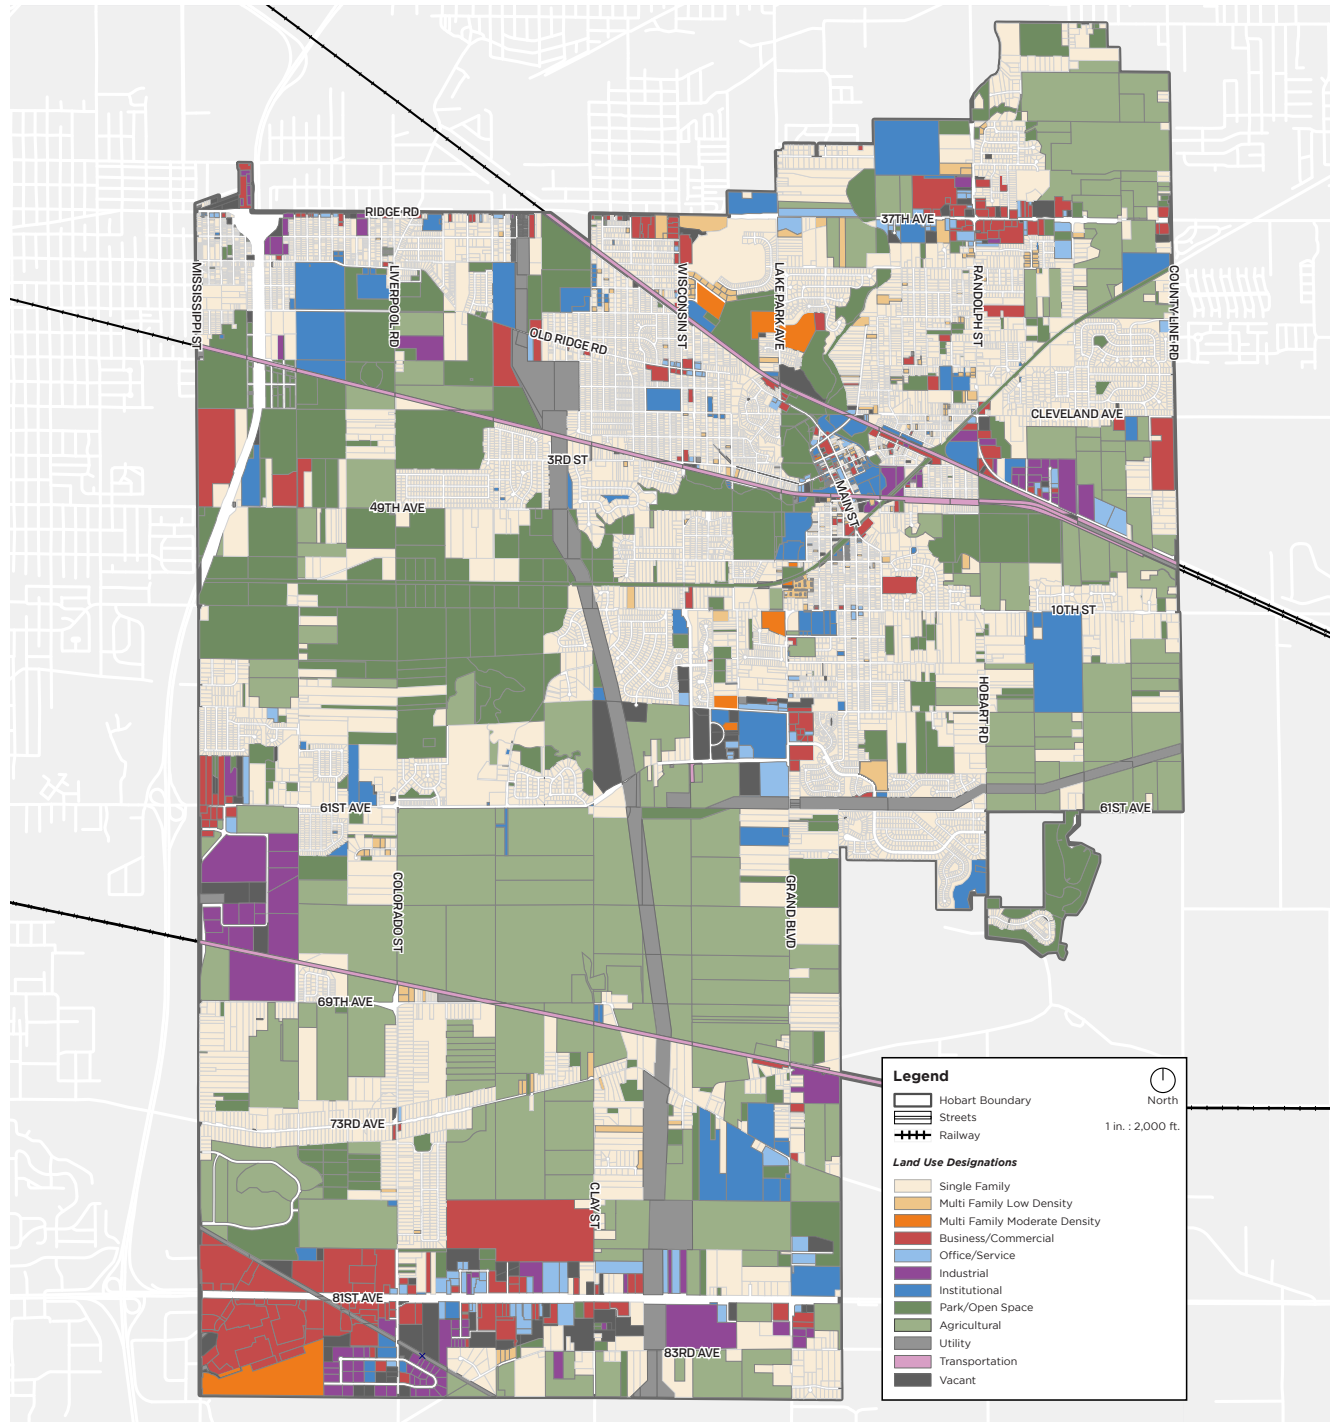 RIDGE RD
37TH AVE
MISSISSIPPI ST
LIVERPOOL RD
WISCONSIN ST
LAKE PARK AVE
RANDOLPH ST
COUNTY LINE RD
OLD RIDGE RD
CLEVELAND AVE
3RD ST
MAIN ST
49TH AVE
10TH ST
HOBART RD
61ST AVE
61ST AVE
COLORADO ST
GRAND BLVD
69TH AVE
73RD AVE
CLAY ST
81ST AVE
83RD AVE
Legend
Hobart Boundary
North
Streets
1 in. : 2,000 ft.
Railway
Land Use Designations
Single Family
Multi Family Low Density
Multi Family Moderate Density
Business/Commercial
Office/Service
Industrial
Institutional
Park/Open Space
Agricultural
Utility
Transportation
Vacant